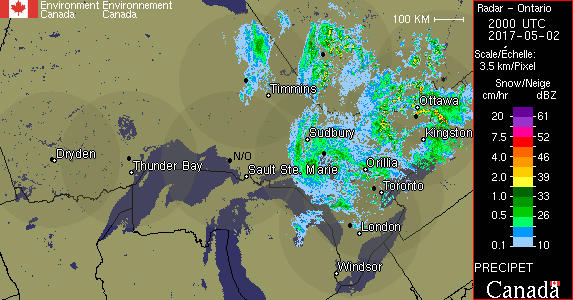 Environment Environnement
Canada Canada
100 KM
Radar - Ontario
2000 UTC
2017-05-02
Scale/Échelle:
3.5 km/Pixel
Snow/Neige
cm/hr dBZ
20 61
7.5 52
4.0 46
2.0 39
1.0 33
0.5 26
0.1 10
PRECIPET
Canada
Timmins
Ottawa
Sudbury
Kingston
Dryden
N/O
Thunder Bay
Sault Ste. Marie
Orillia
Toronto
London
Windsor